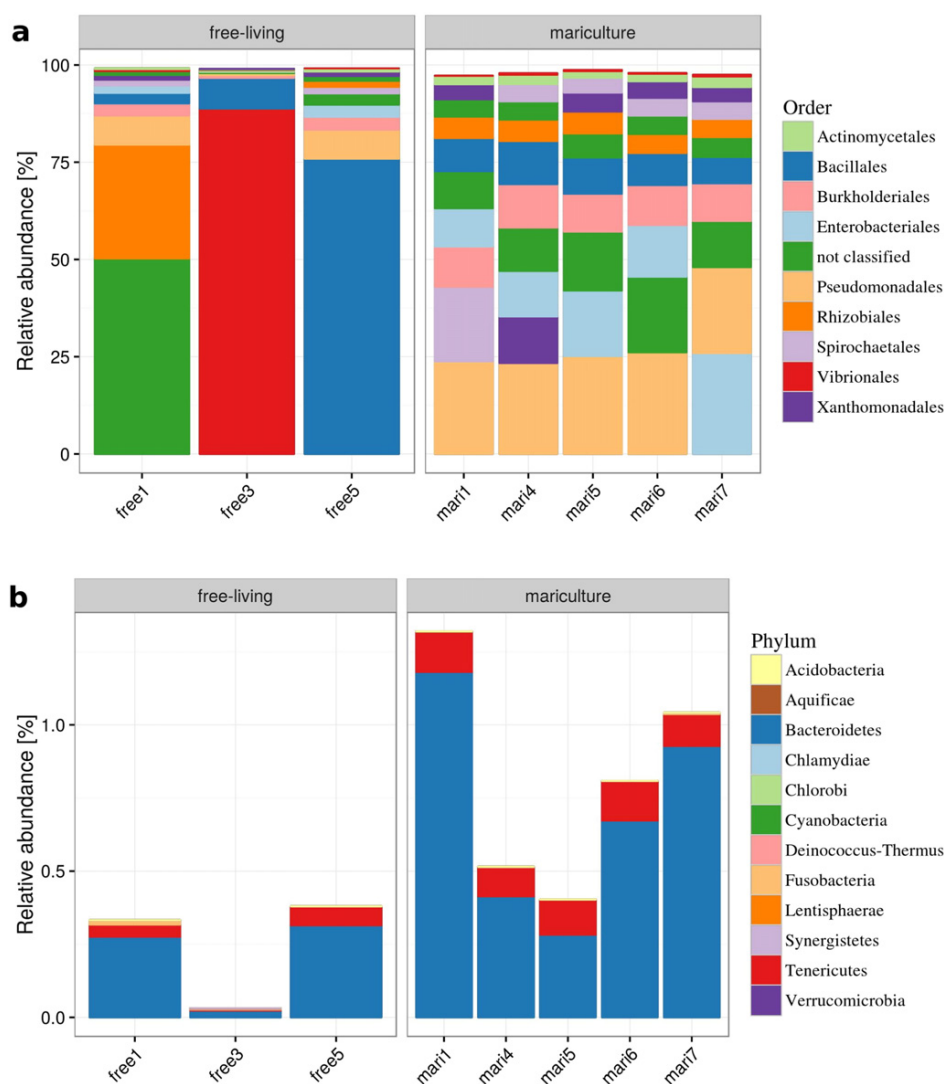 a
free-living
mariculture
Relative abundance [%]
100
75
50
25
0
free1
free3
free5
mari1
mari4
mari5
mari6
mari7
Order
Actinomycetales
Bacillales
Burkholderiales
Enterobacteriales
not classified
Pseudomonadales
Rhizobiales
Spirochaetales
Vibrionales
Xanthomonadales
b
free-living
mariculture
Relative abundance [%]
1.0
0.5
0.0
free1
free3
free5
mari1
mari4
mari5
mari6
mari7
Phylum
Acidobacteria
Aquificae
Bacteroidetes
Chlamydiae
Chlorobi
Cyanobacteria
Deinococcus-Thermus
Fusobacteria
Lentisphaerae
Synergistetes
Tenericutes
Verrucomicrobia